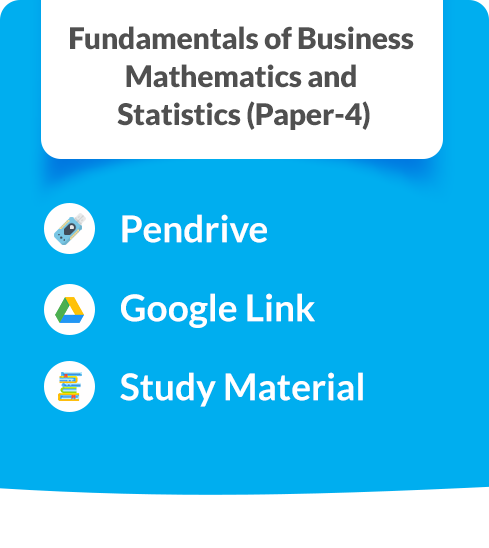 Fundamentals of Business
Mathematics and
Statistics (Paper-4)
Pendrive
Google Link
Study Material